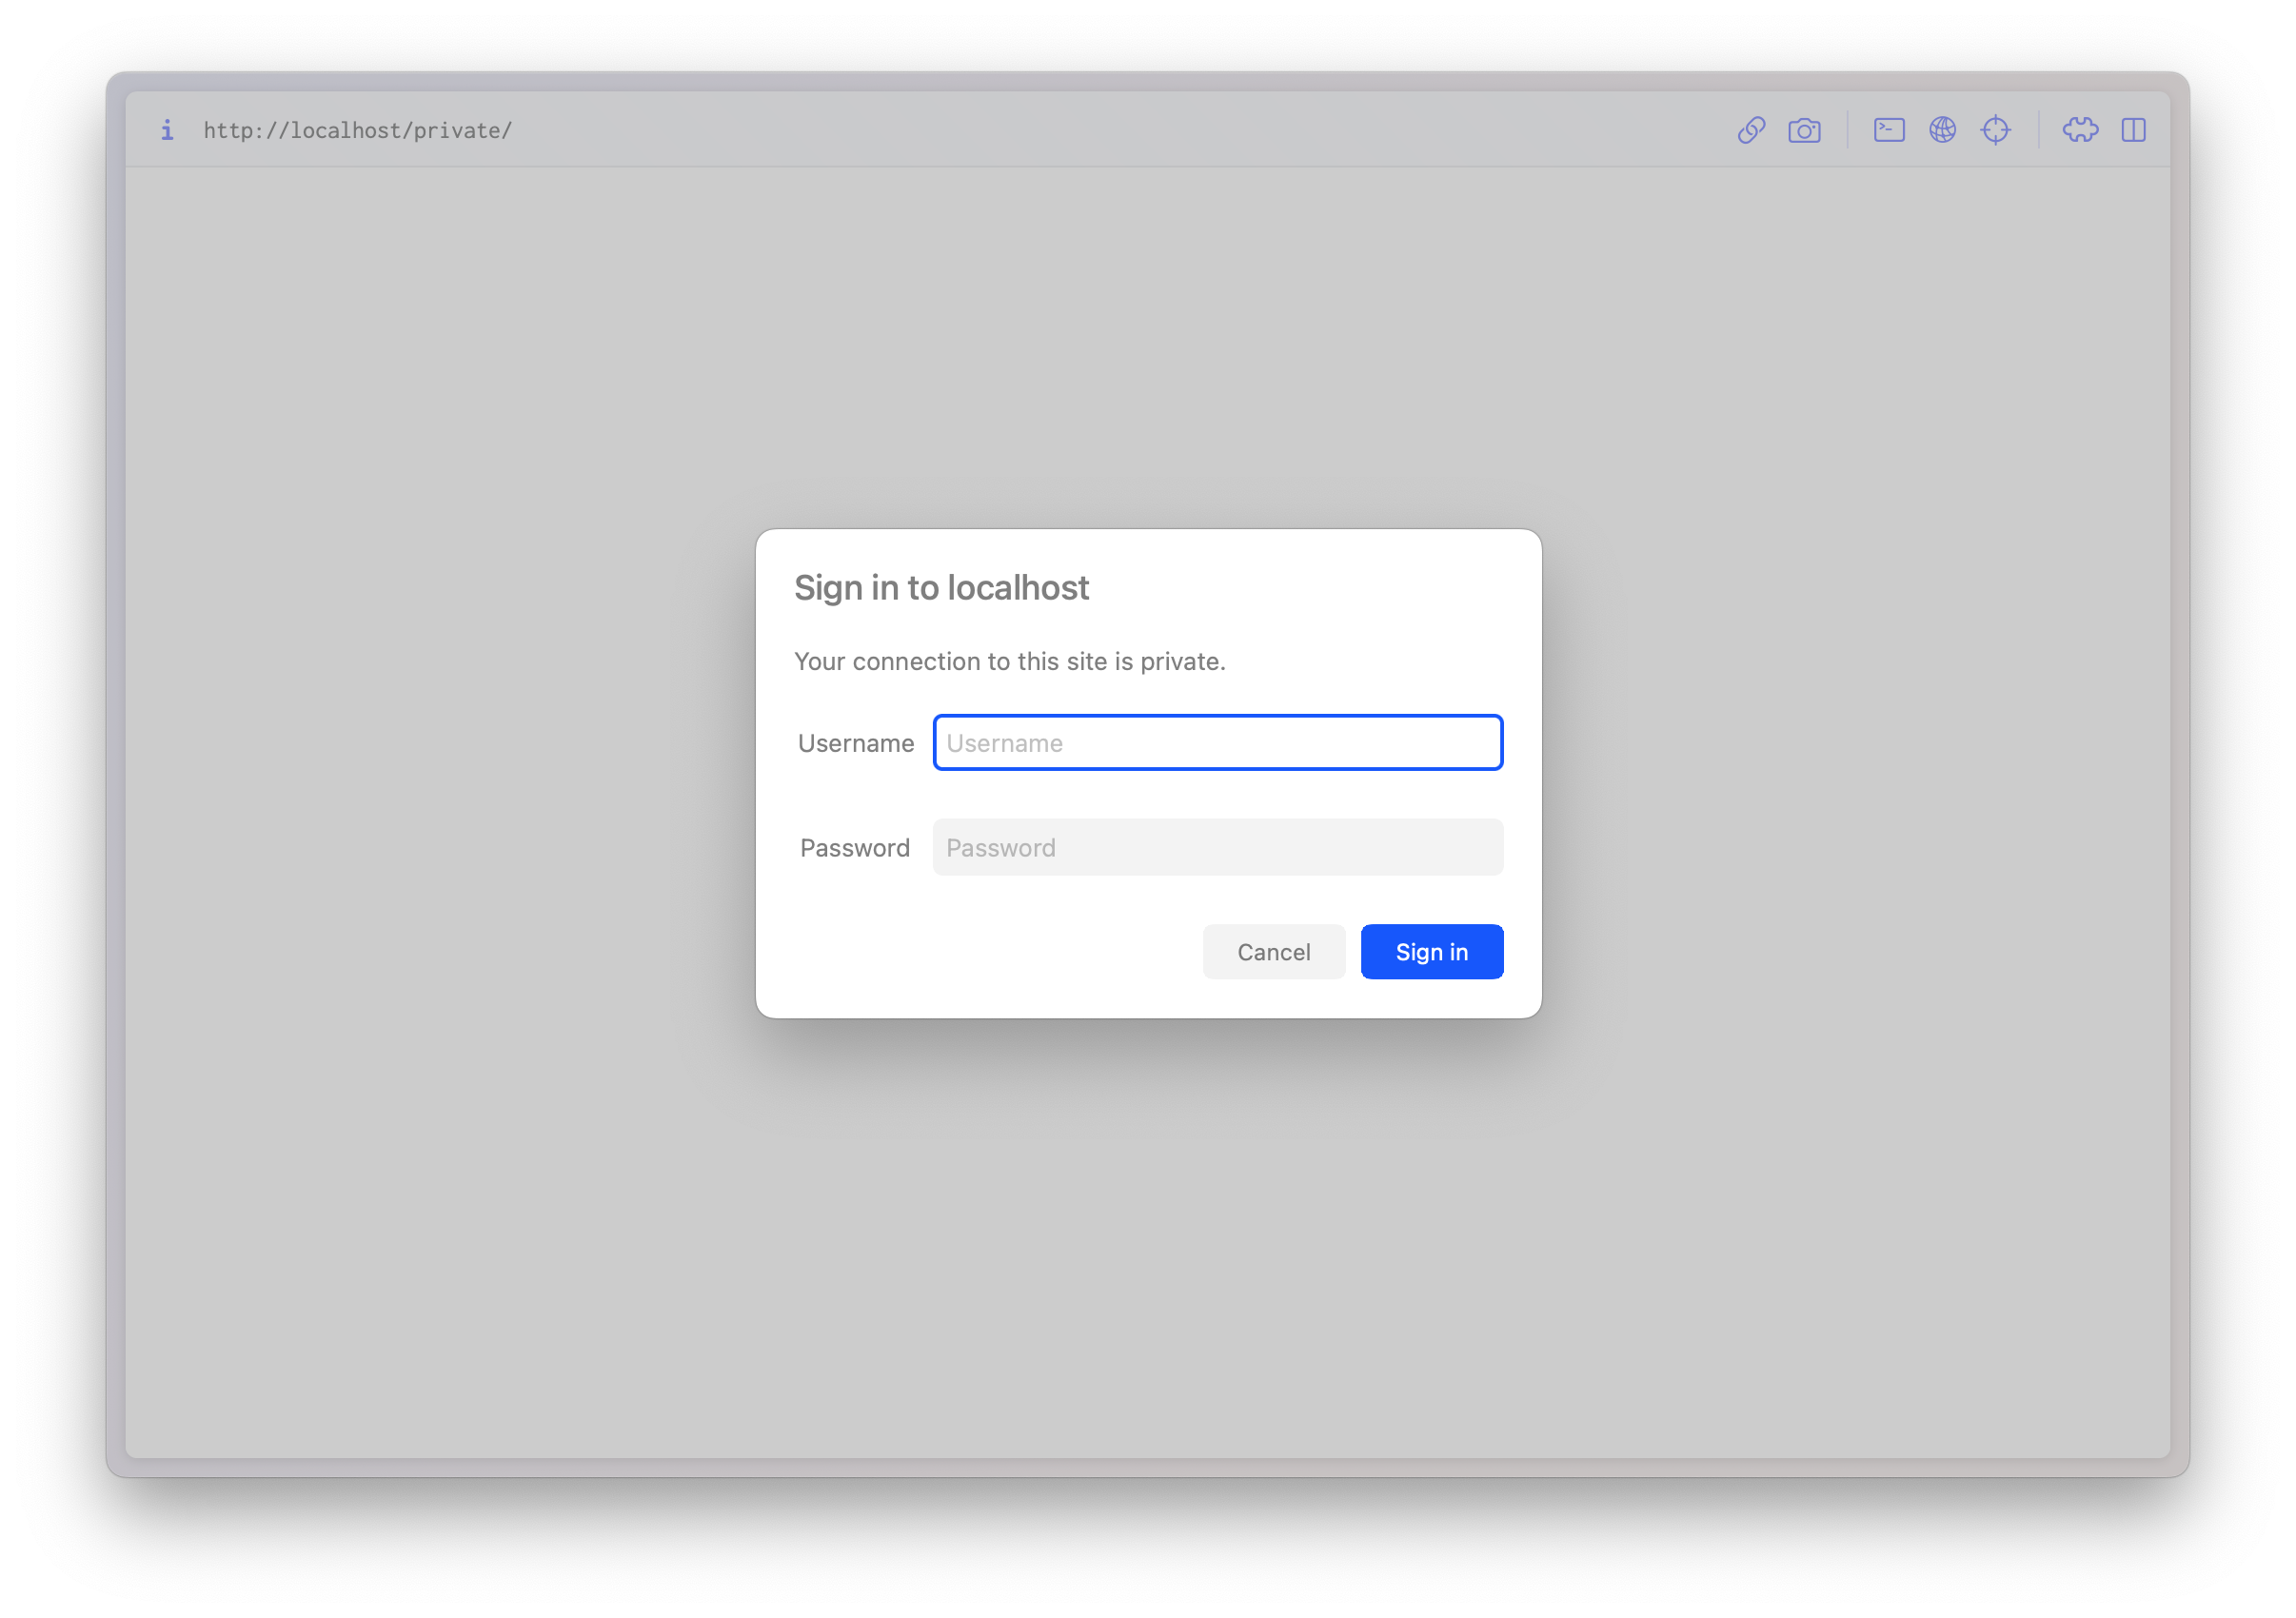 http://localhost/private/
Sign in to localhost
Your connection to this site is private.
Username Username
Password Password
Cancel Sign in